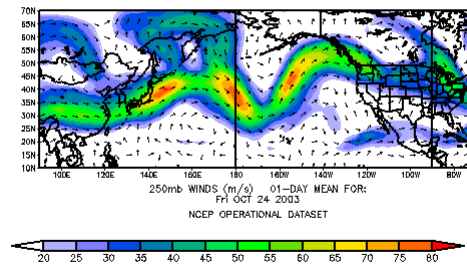 70N
65N
60N
55N
50N
45N
40N
35N
30N
25N
20N
15N
10N
100E 120E 140E 160E 180 160W 140W 120W 100W 80W
250mb WINDS (m/s) 01-DAY MEAN FOR:
Fri OCT 24 2003
NCEP OPERATIONAL DATASET
20 25 30 35 40 45 50 55 60 65 70 75 80